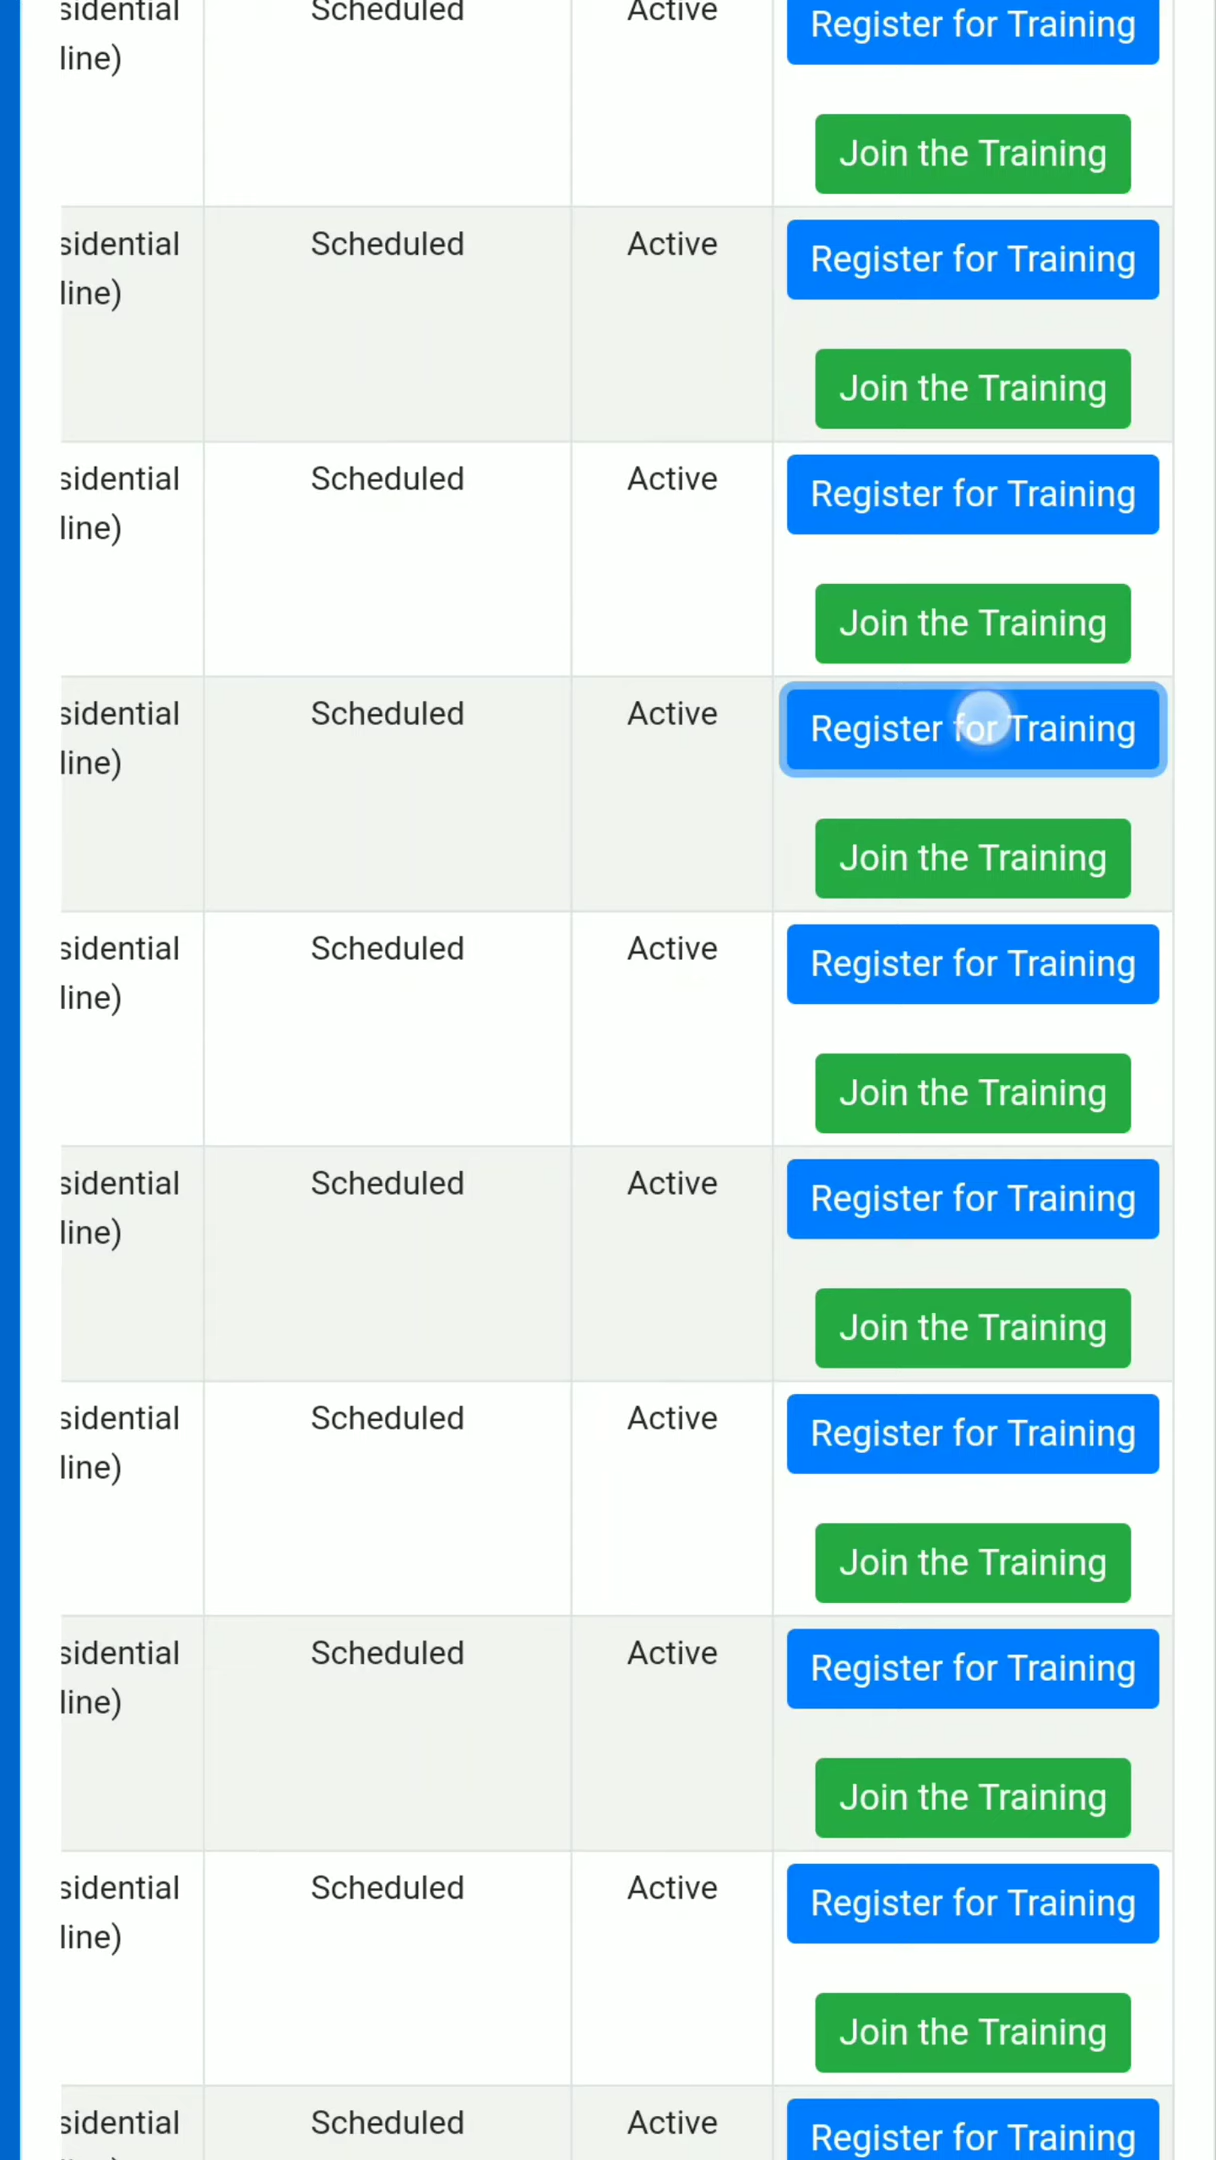 sidential Scheduled Active Register for Training
line)
Join the Training
sidential Scheduled Active Register for Training
line)
Join the Training
sidential Scheduled Active Register for Training
line)
Join the Training
sidential Scheduled Active Register for Training
line)
Join the Training
sidential Scheduled Active Register for Training
line)
Join the Training
sidential Scheduled Active Register for Training
line)
Join the Training
sidential Scheduled Active Register for Training
line)
Join the Training
sidential Scheduled Active Register for Training
line)
Join the Training
sidential Scheduled Active Register for Training
line)
Join the Training
sidential Scheduled Active Register for Training